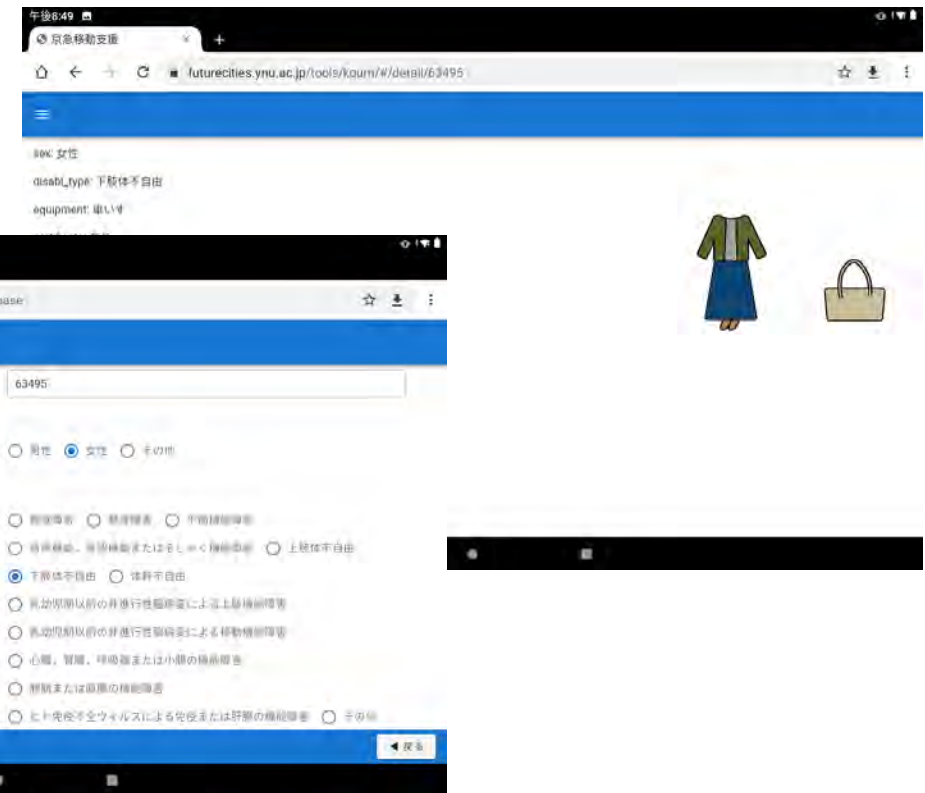 午後8:49
京急移動支援
futurecities.ynu.ac.jp/tools/kourn/#/detail/63495
sex: 女性
disabl_type: 下肢体不自由
equipment: 車いす
base
63495
男性 女性 その他
視覚障害 聴覚障害 平衡機能障害
音声機能、言語機能またはそしゃく機能障害 上肢体不自由
下肢体不自由 体幹不自由
乳幼児期以前の非進行性脳病変による上肢機能障害
乳幼児期以前の非進行性脳病変による移動機能障害
心臓、腎臓、呼吸器または小腸の機能障害
膀胱または直腸の機能障害
ヒト免疫不全ウィルスによる免疫または肝臓の機能障害 その他
戻る